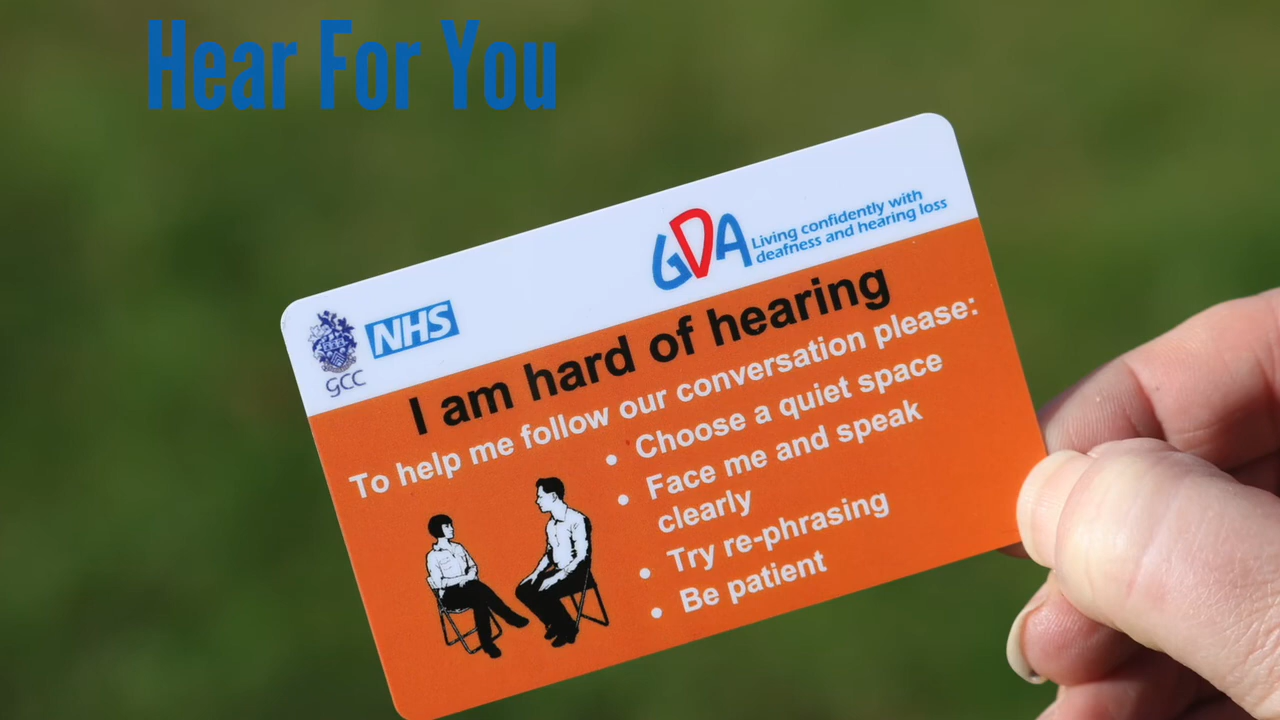 Hear For You
GDA
Living confidently with
deafness and hearing loss
NHS
GCC
I am hard of hearing
To help me follow our conversation please:
• Choose a quiet space
• Face me and speak
clearly
• Try re-phrasing
• Be patient